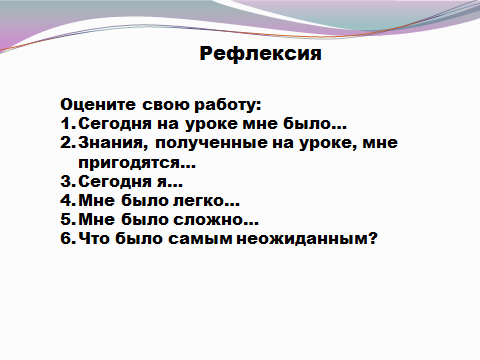 Рефлексия
Оцените свою работу:
1.Сегодня на уроке мне было...
2.Знания, полученные на уроке, мне
пригодятся...
3.Сегодня я...
4.Мне было легко...
5.Мне было сложно...
6.Что было самым неожиданным?